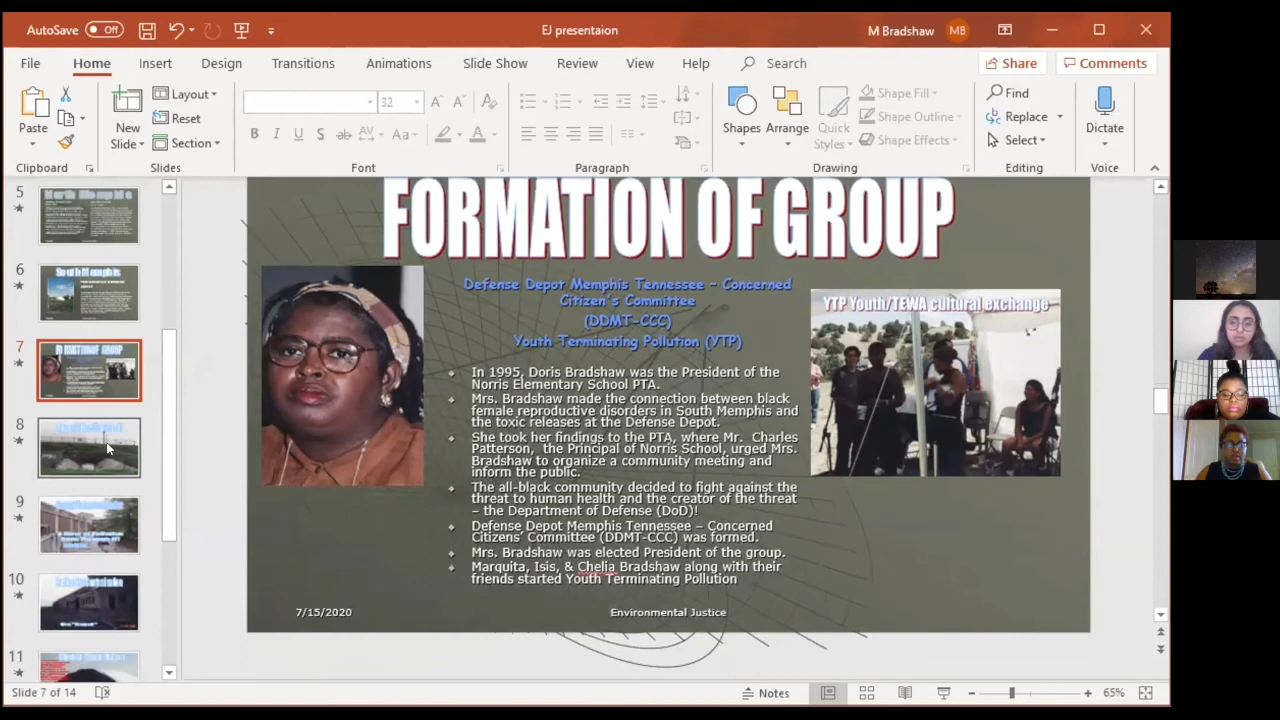 AutoSave Off
EJ presentaion
M Bradshaw MB
File Home Insert Design Transitions Animations Slide Show Review View Help Search Share Comments
Paste
Clipboard
New
Slide
Layout
Reset
Section
Slides
32
B I U S ab AV Aa A
Font
Paragraph
Shapes
Arrange
Quick
Styles
Shape Fill
Shape Outline
Shape Effects
Drawing
Find
Replace
Select
Editing
Dictate
Voice
5
6
South Memphis
7
FORMATION OF GROUP
8
9
10
11
FORMATION OF GROUP
Defense Depot Memphis Tennessee – Concerned
Citizen's Committee
(DDMT-CCC)
Youth Terminating Pollution (YTP)
In 1995, Doris Bradshaw was the President of the
Norris Elementary School PTA.
Mrs. Bradshaw made the connection between black
female reproductive disorders in South Memphis and
the toxic releases at the Defense Depot.
She took her findings to the PTA, where Mr. Charles
Patterson, the Principal of Norris School, urged Mrs.
Bradshaw to organize a community meeting and
inform the public.
The all-black community decided to fight against the
threat to human health and the creator of the threat
– the Department of Defense (DoD)!
Defense Depot Memphis Tennessee – Concerned
Citizens' Committee (DDMT-CCC) was formed.
Mrs. Bradshaw was elected President of the group.
Marquita, Isis, & Chelia Bradshaw along with their
friends started Youth Terminating Pollution
YTP Youth/TEWA cultural exchange
7/15/2020
Environmental Justice
Slide 7 of 14
Notes
65%